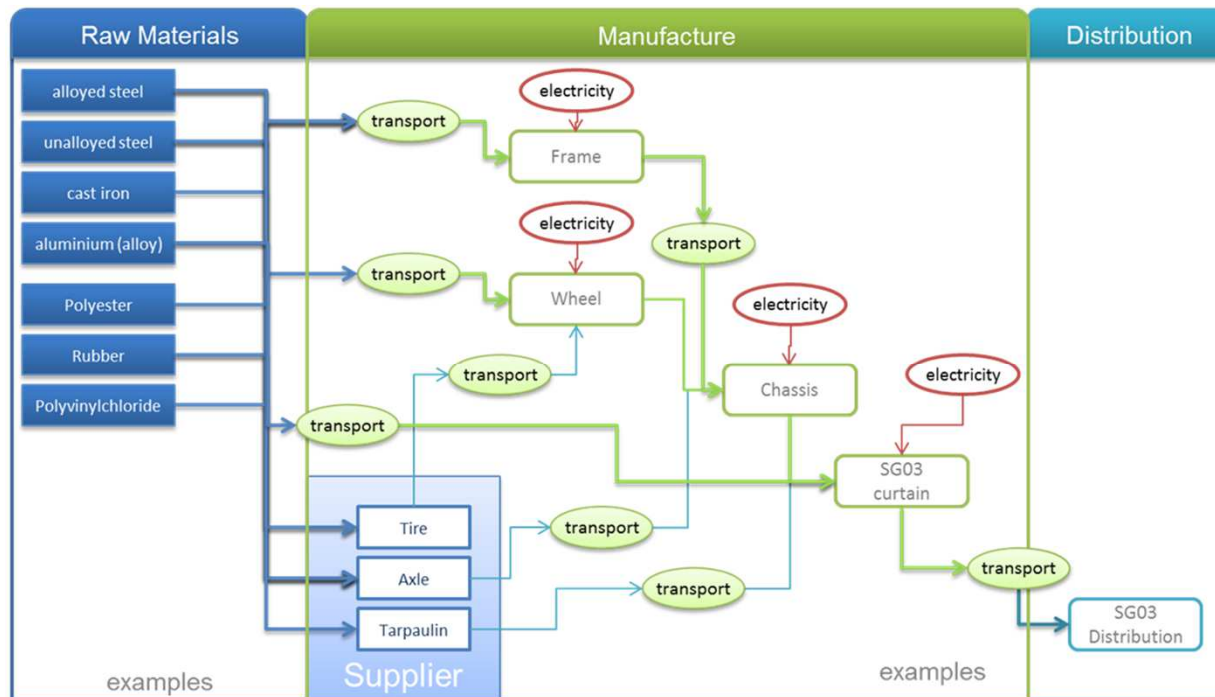 Raw Materials
Manufacture
Distribution
alloyed steel
unalloyed steel
cast iron
aluminium (alloy)
Polyester
Rubber
Polyvinylchloride
electricity
transport
Frame
electricity
transport
transport
Wheel
electricity
transport
Chassis
electricity
transport
SG03
curtain
Tire
transport
Axle
transport
transport
Tarpaulin
SG03
Distribution
Supplier
examples
examples